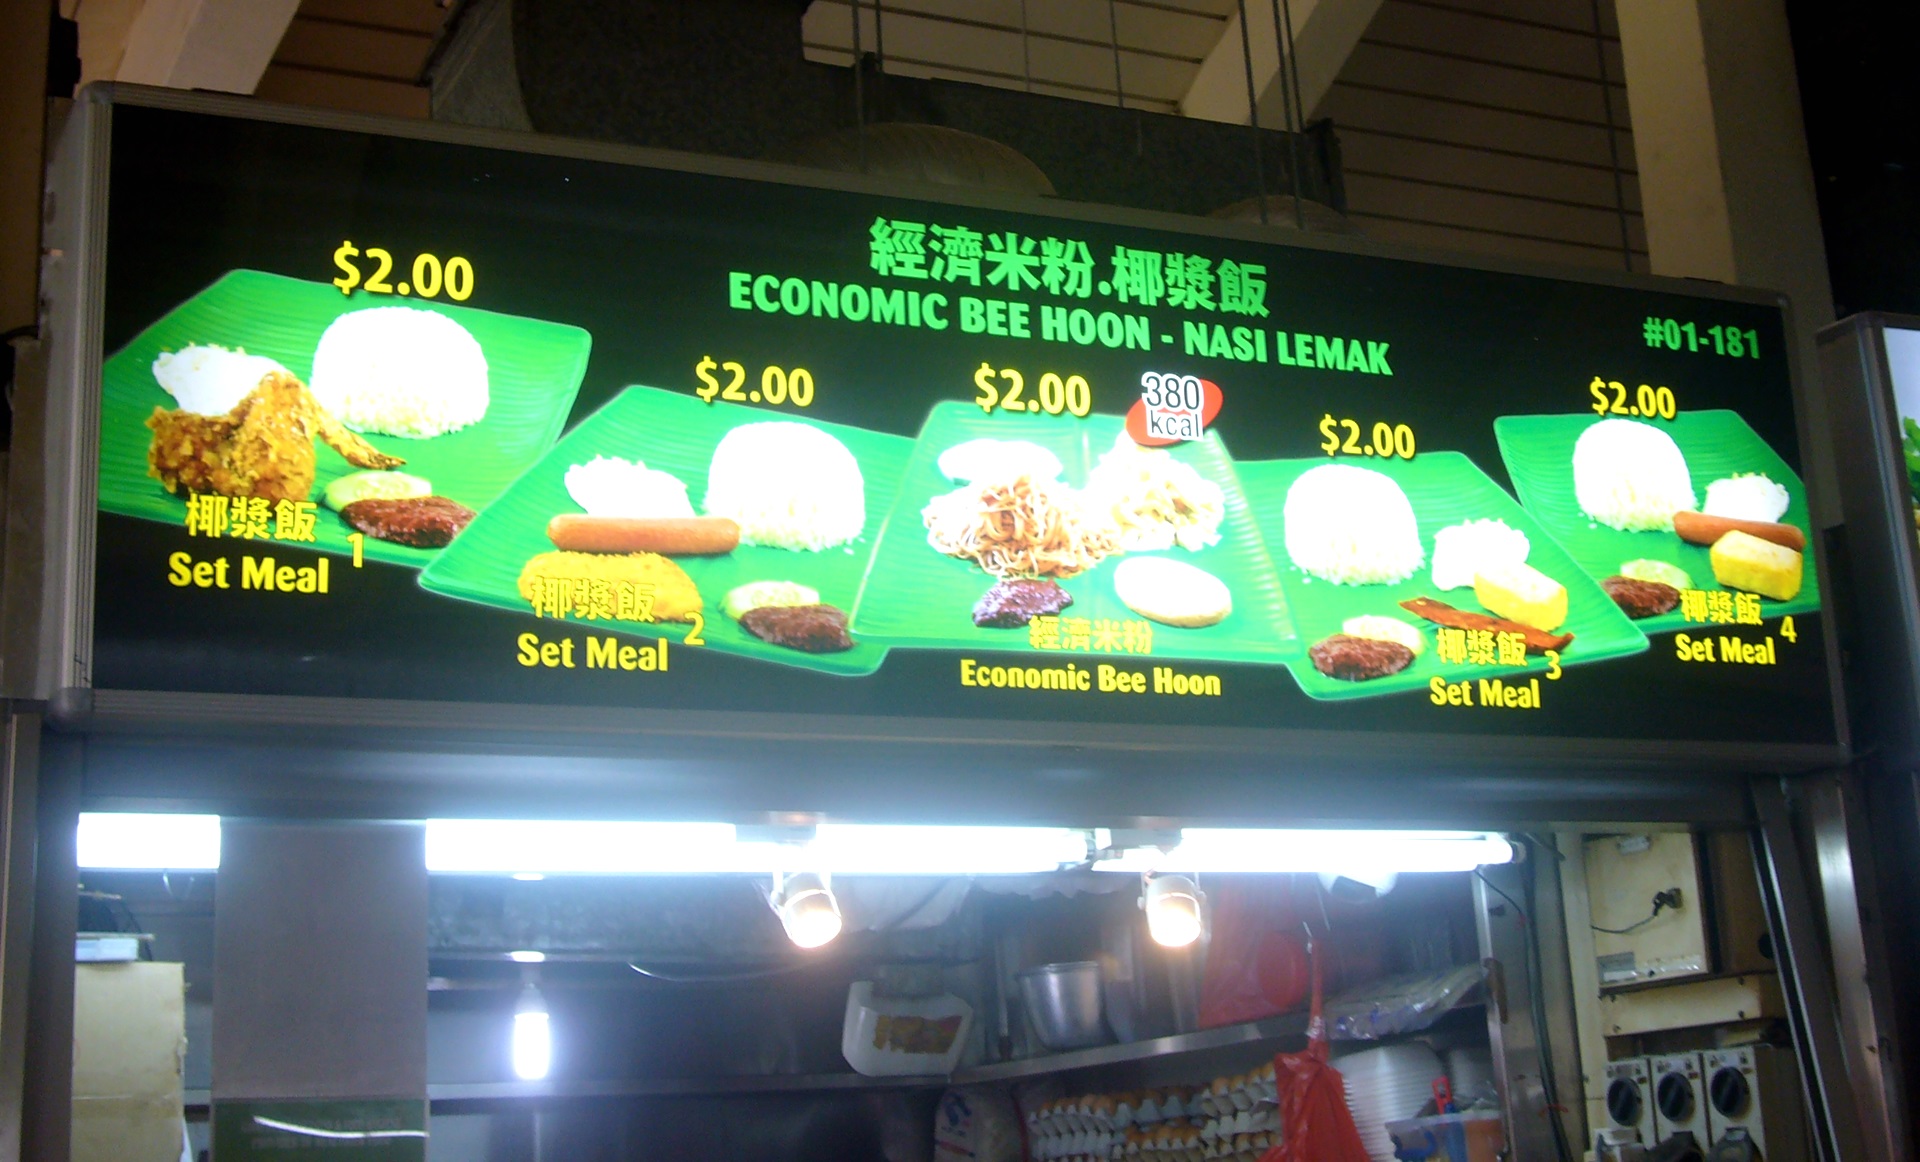 經濟米粉.椰漿飯
ECONOMIC BEE HOON - NASI LEMAK
#01-181
$2.00
椰漿飯 1
Set Meal
$2.00
椰漿飯 2
Set Meal
$2.00
380
kcal
經濟米粉
Economic Bee Hoon
$2.00
椰漿飯 3
Set Meal
$2.00
椰漿飯 4
Set Meal